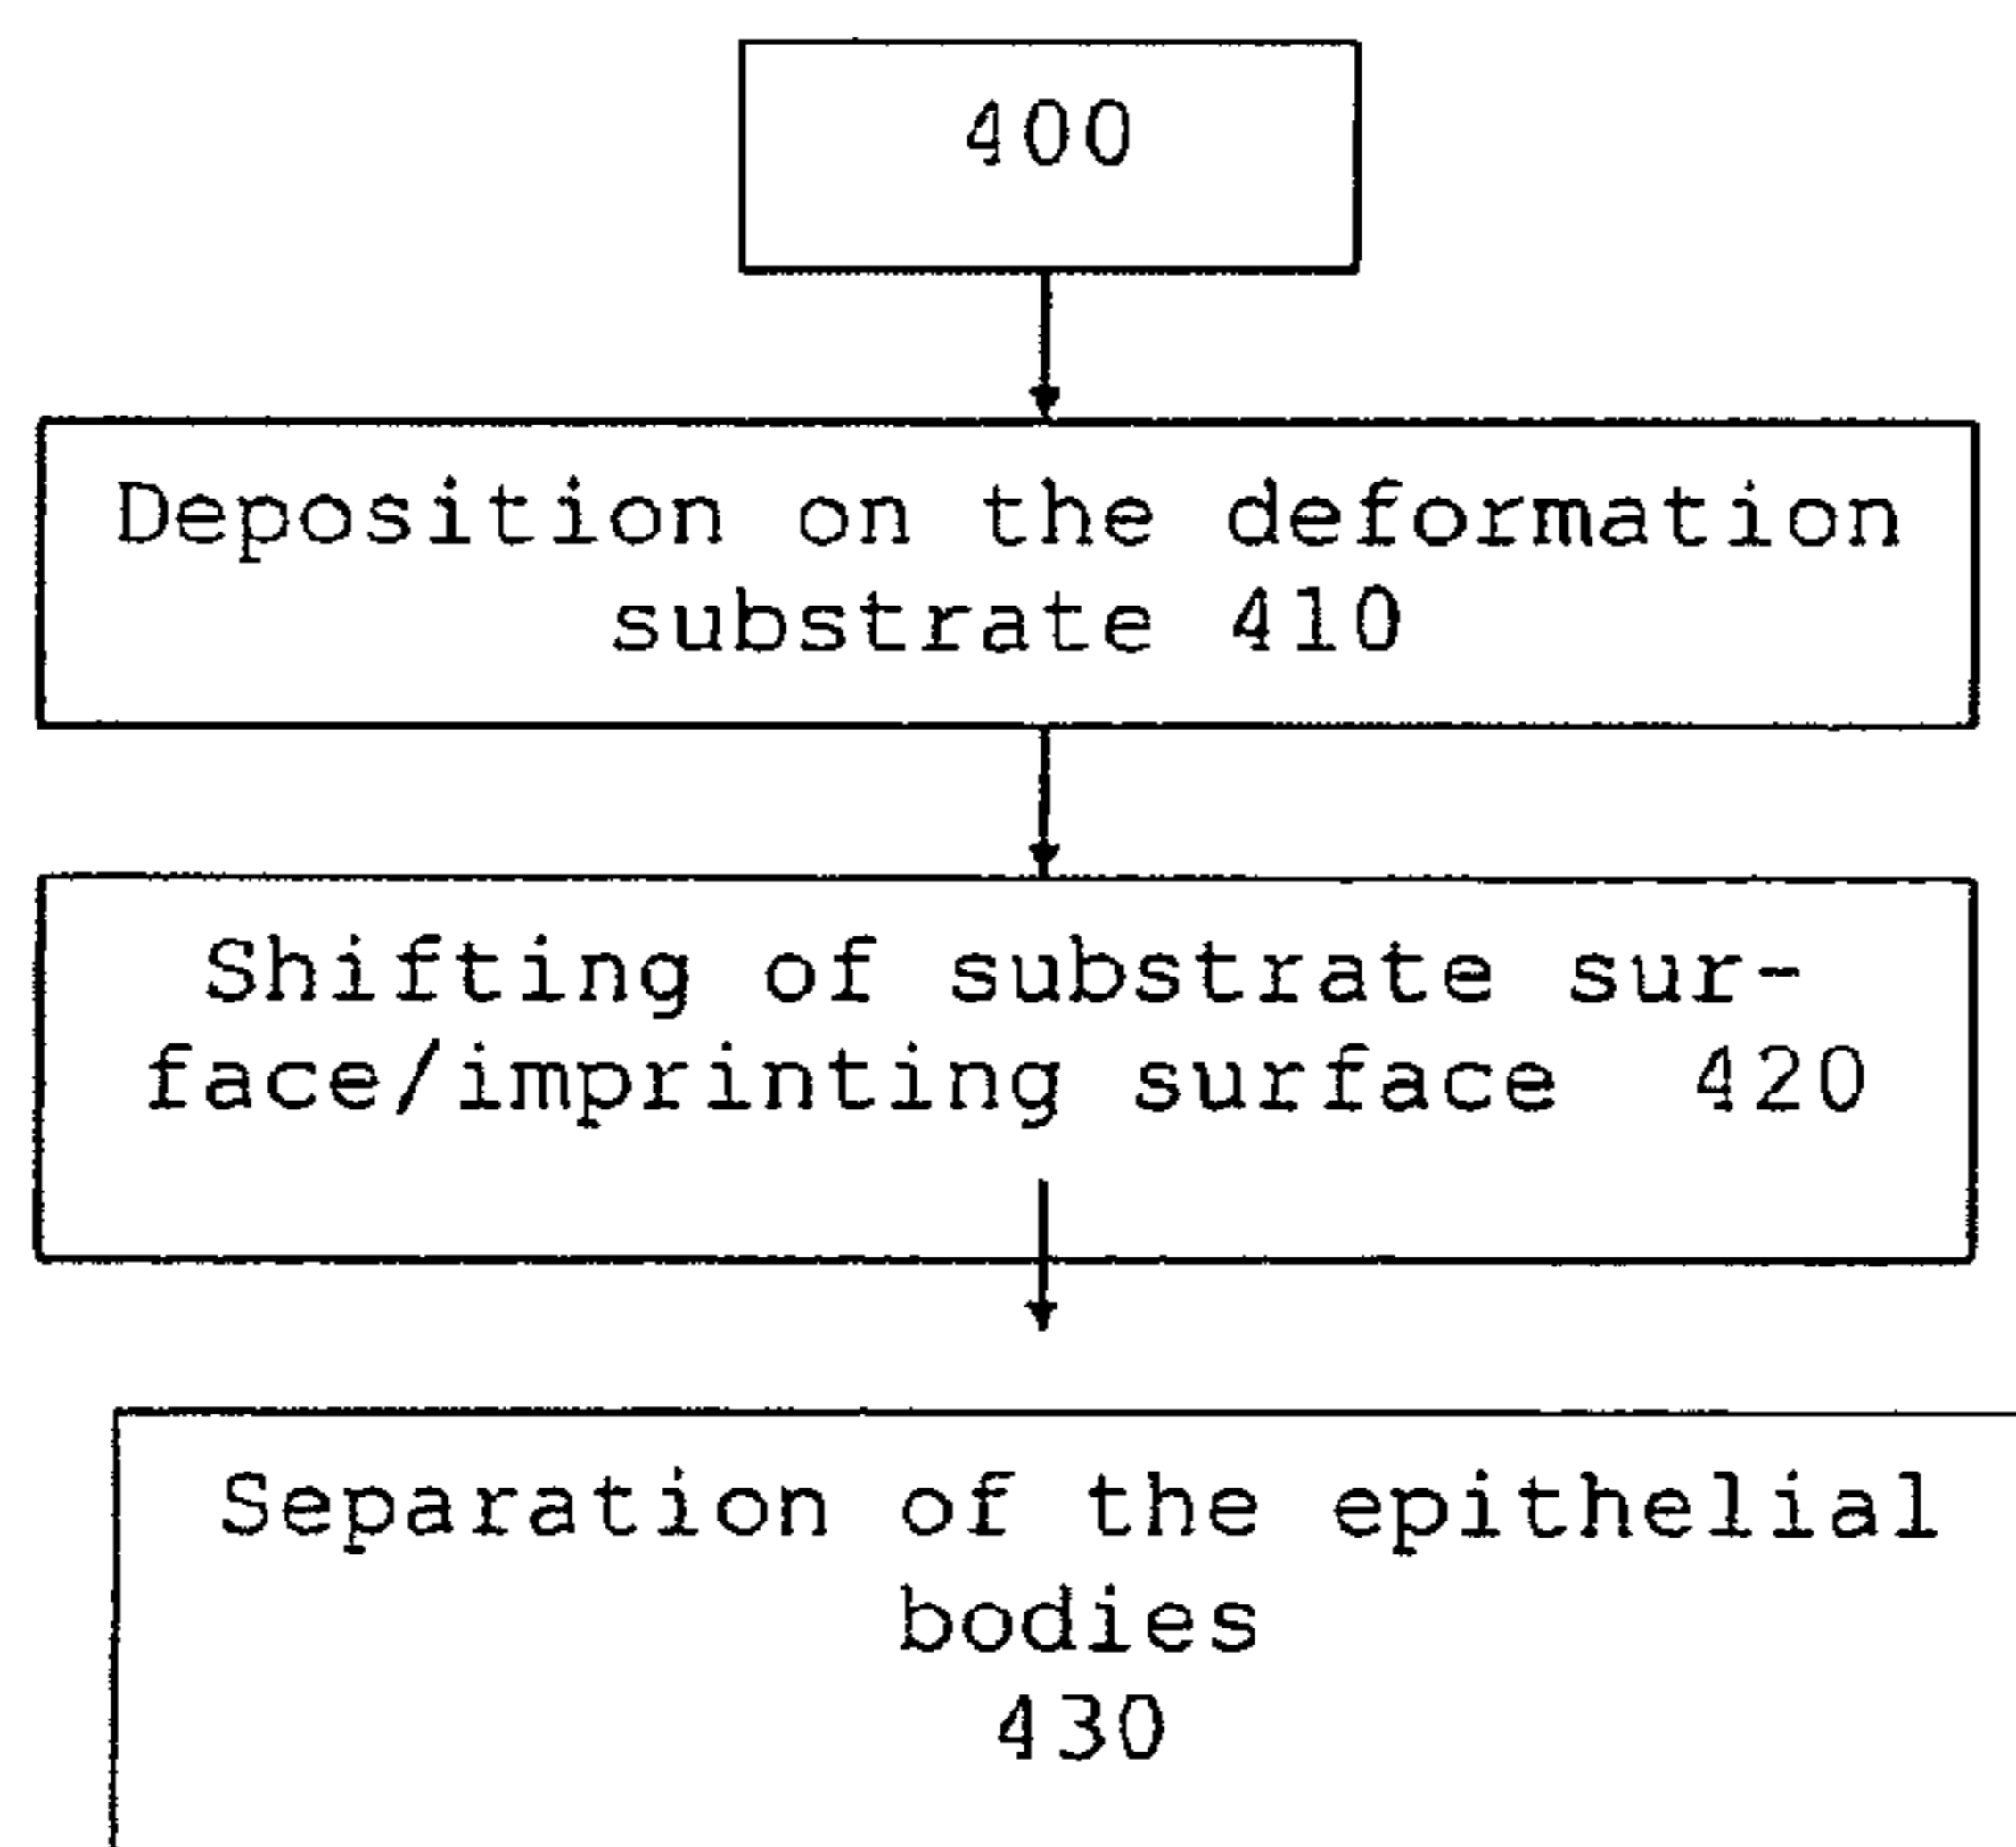 400
Deposition on the deformation
substrate 410
Shifting of substrate sur-
face/imprinting surface 420
Separation of the epithelial
bodies
430